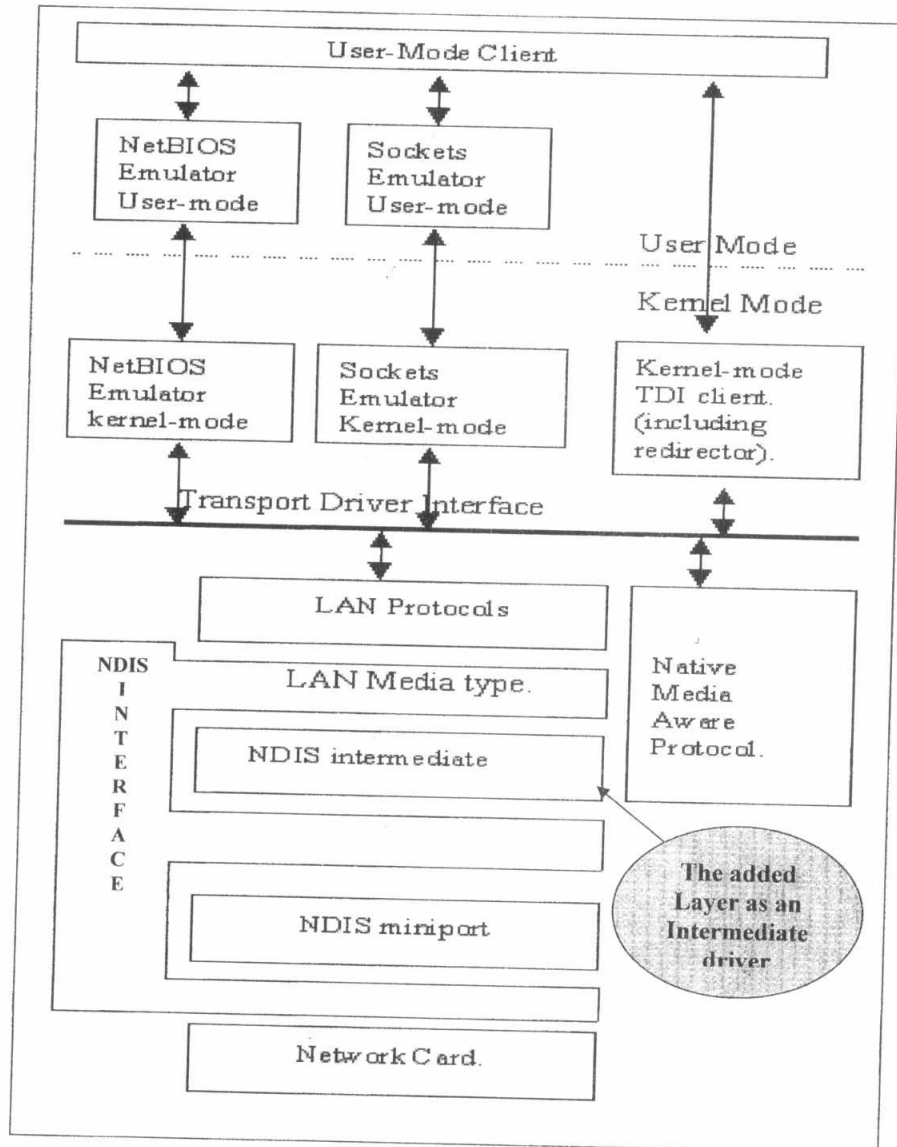 User-Mode Client
NetBIOS
Emulator
User-mode
Sockets
Emulator
User-mode
User Mode
Kernel Mode
NetBIOS
Emulator
kernel-mode
Sockets
Emulator
Kernel-mode
Kernel-mode
TDI client.
(including
redirector).
Transport Driver Interface
LAN Protocols
NDIS
I
N
T
E
R
F
A
C
E
LAN Media type.
NDIS intermediate
Native
Media
Aware
Protocol.
The added
Layer as an
Intermediate
driver
NDIS miniport
Network Card.